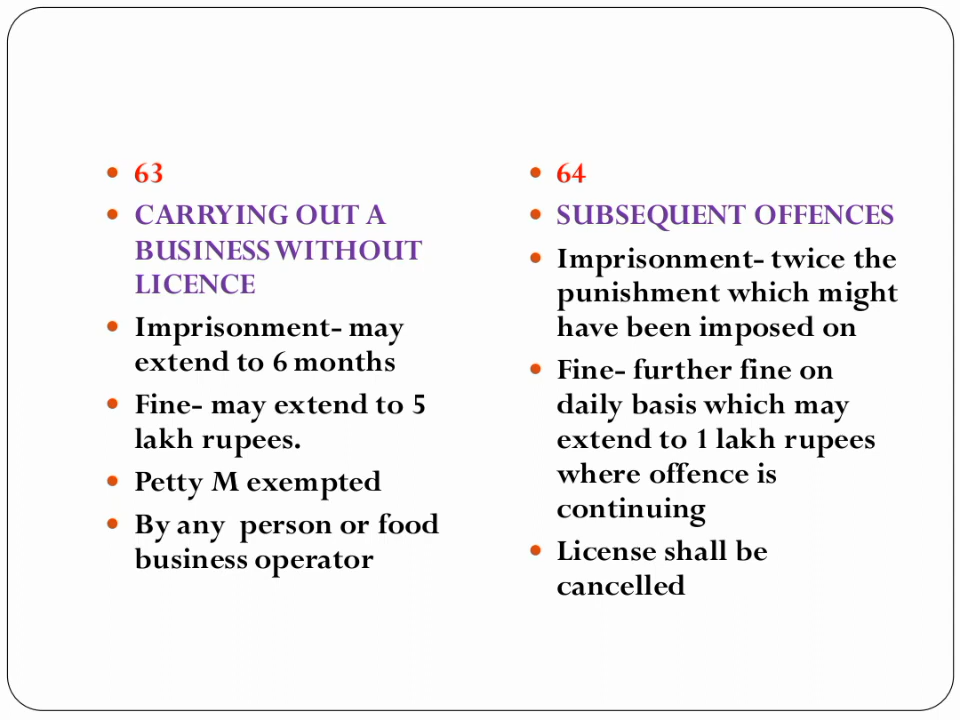 63
CARRYING OUT A
BUSINESS WITHOUT
LICENCE
Imprisonment- may
extend to 6 months
Fine- may extend to 5
lakh rupees.
Petty M exempted
By any person or food
business operator
64
SUBSEQUENT OFFENCES
Imprisonment- twice the
punishment which might
have been imposed on
Fine- further fine on
daily basis which may
extend to 1 lakh rupees
where offence is
continuing
License shall be
cancelled